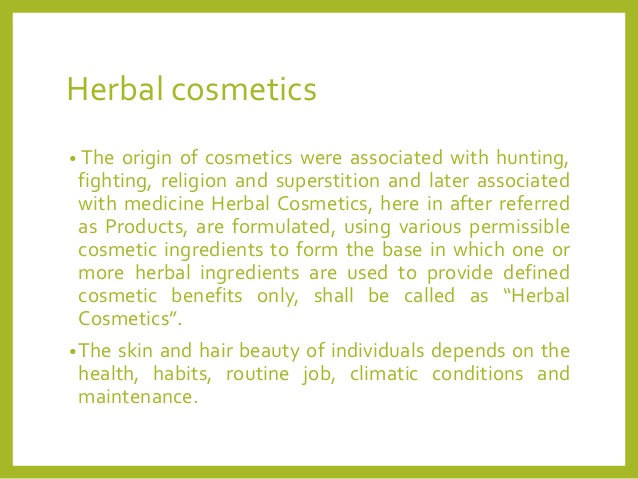 Herbal cosmetics
• The origin of cosmetics were associated with hunting,
fighting, religion and superstition and later associated
with medicine Herbal Cosmetics, here in after referred
as Products, are formulated, using various permissible
cosmetic ingredients to form the base in which one or
more herbal ingredients are used to provide defined
cosmetic benefits only, shall be called as “Herbal
Cosmetics”.
•The skin and hair beauty of individuals depends on the
health, habits, routine job, climatic conditions and
maintenance.